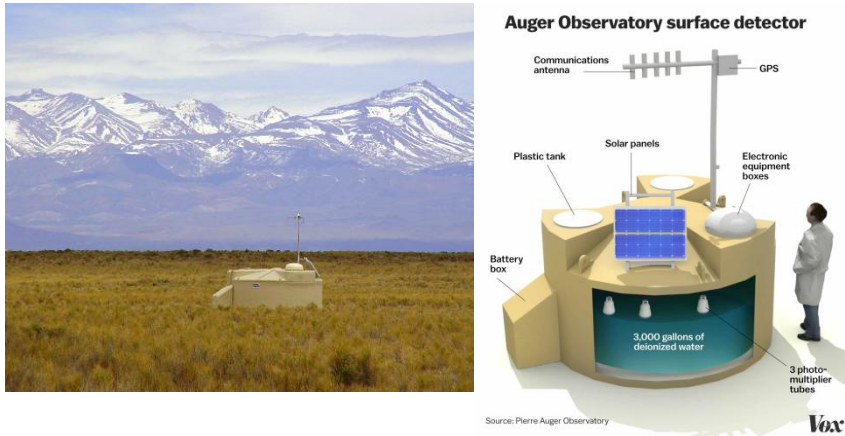 Auger Observatory surface detector
Communications
antenna
GPS
Plastic tank
Solar panels
Electronic
equipment
boxes
Battery
box
3,000 gallons of
deionized water
3 photo-
multiplier
tubes
Source: Pierre Auger Observatory
Vox